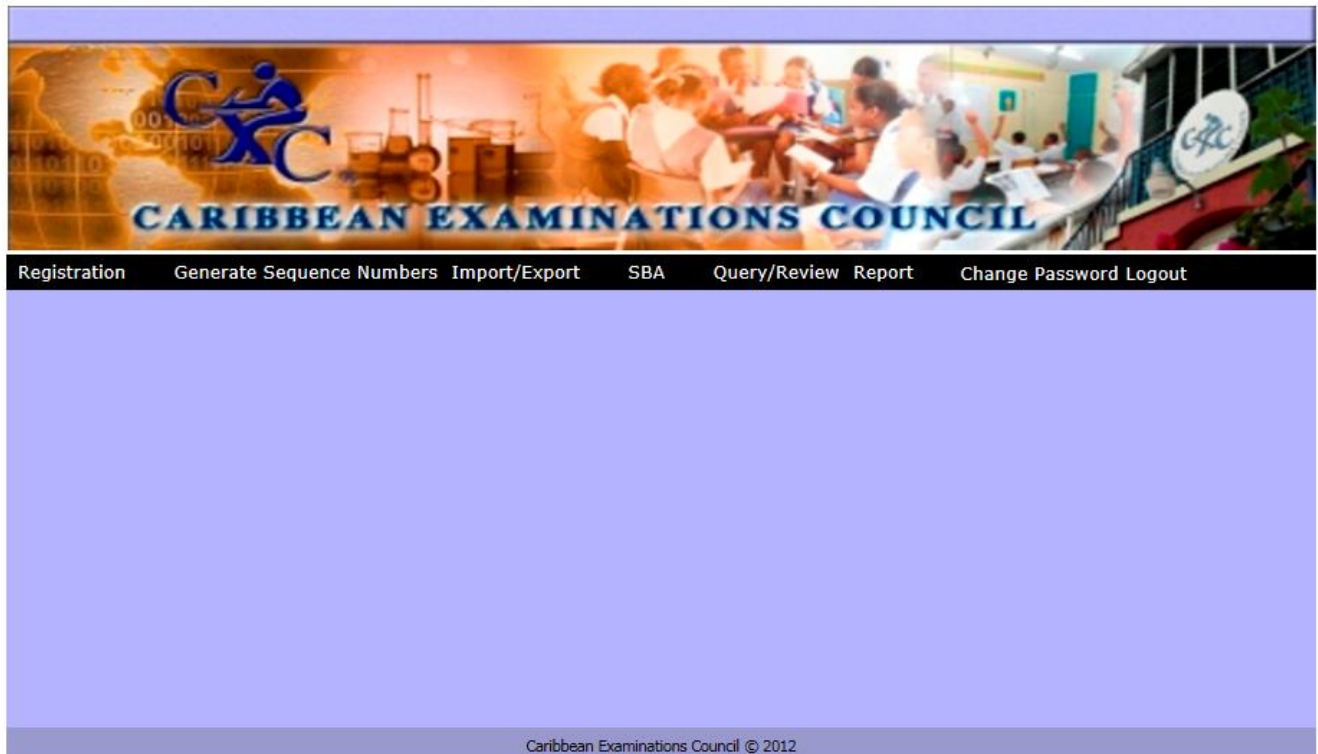 CXC
CXC
CARIBBEAN EXAMINATIONS COUNCIL
Registration Generate Sequence Numbers Import/Export SBA Query/Review Report Change Password Logout
Caribbean Examinations Council © 2012